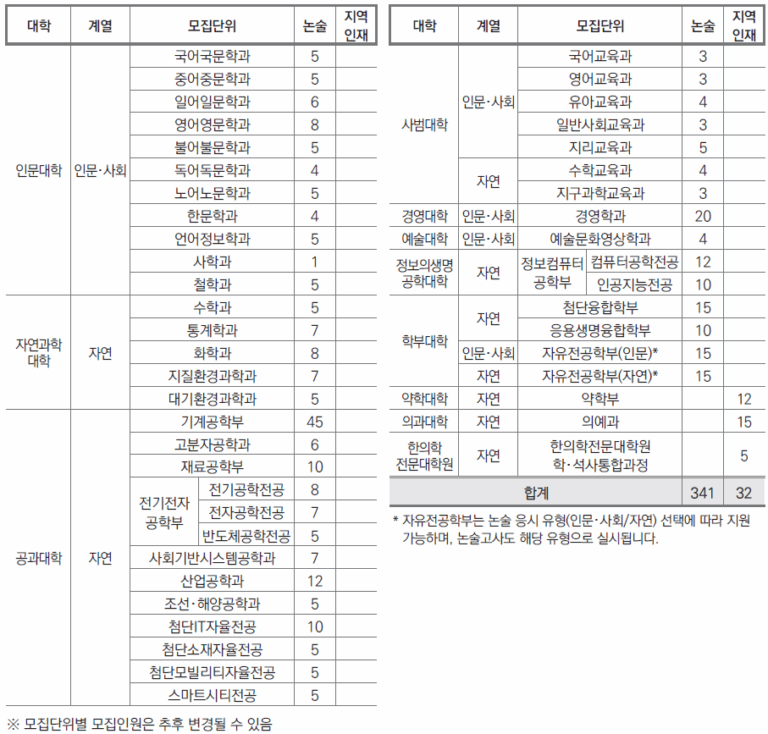 대학 계열 모집단위 논술 지역인재
인문대학 인문·사회 국어국문학과 5
중어중문학과 5
일어일문학과 6
영어영문학과 8
불어불문학과 5
독어독문학과 4
노어노문학과 5
한문학과 4
언어정보학과 5
사학과 1
철학과 5
자연과학대학 자연 수학과 5
통계학과 7
화학과 8
지질환경과학과 7
대기환경과학과 5
공과대학 자연 기계공학부 45
고분자공학과 6
재료공학부 10
전기전자공학부 전기공학전공 8
전자공학전공 7
반도체공학전공 5
사회기반시스템공학과 7
산업공학과 12
조선·해양공학과 5
첨단IT자율전공 10
첨단소재자율전공 5
첨단모빌리티자율전공 5
스마트시티전공 5
※ 모집단위별 모집인원은 추후 변경될 수 있음
대학 계열 모집단위 논술 지역인재
사범대학 인문·사회 국어교육과 3
영어교육과 3
유아교육과 4
일반사회교육과 3
지리교육과 5
자연 수학교육과 4
지구과학교육과 3
경영대학 인문·사회 경영학과 20
예술대학 인문·사회 예술문화영상학과 4
정보의생명공학대학 자연 정보컴퓨터공학부 컴퓨터공학전공 12
인공지능전공 10
학부대학 자연 첨단융합학부 15
응용생명융합학부 10
인문·사회 자유전공학부(인문)* 15
자연 자유전공학부(자연)* 15
약학대학 자연 약학부 12
의과대학 자연 의예과 15
한의학전문대학원 자연 한의학전문대학원 학·석사통합과정 5
합계 341 32
* 자유전공학부는 논술 응시 유형(인문·사회/자연) 선택에 따라 지원
가능하며, 논술고사도 해당 유형으로 실시됩니다.